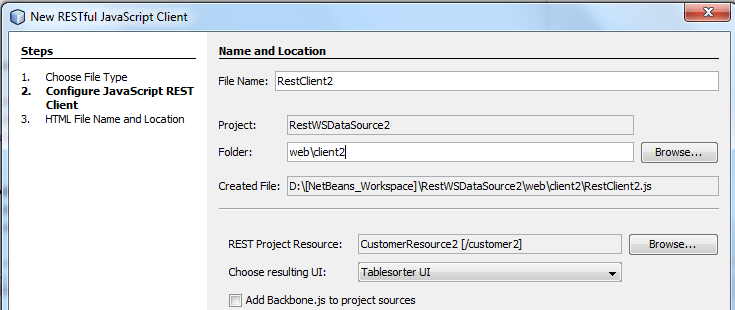 New RESTful JavaScript Client
Steps
1. Choose File Type
2. Configure JavaScript REST
Client
3. HTML File Name and Location
Name and Location
File Name: RestClient2
Project: RestWSDataSource2
Folder: web\client2 Browse...
Created File: D:\[NetBeans_Workspace]\RestWSDataSource2\web\client2\RestClient2.js
REST Project Resource: CustomerResource2 [/customer2] Browse...
Choose resulting UI: Tablesorter UI
Add Backbone.js to project sources